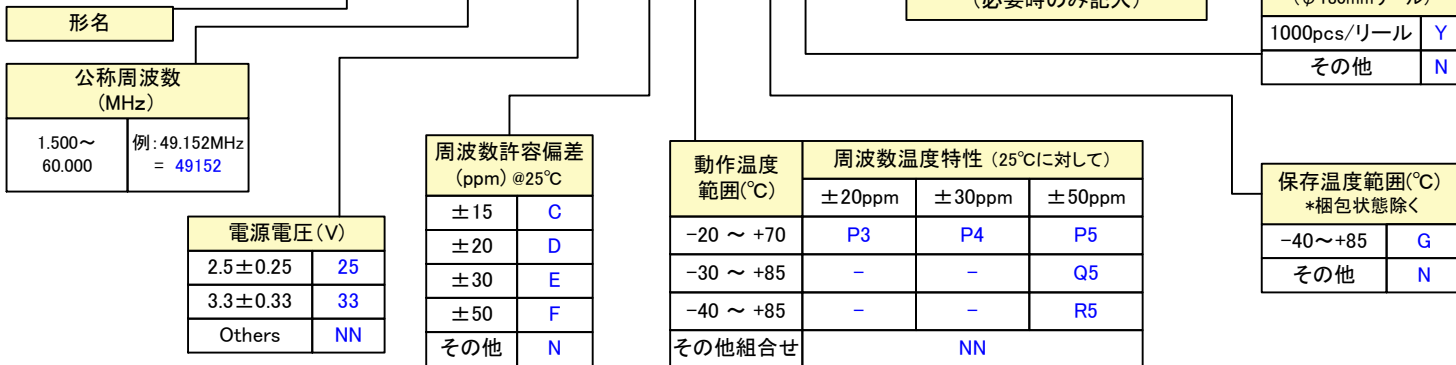 形名
(必要時のみ記入)
1000pcs/リール Y
その他 N
公称周波数
(MHz)
1.500～
60.000
例:49.152MHz
= 49152
電源電圧(V)
2.5±0.25 25
3.3±0.33 33
Others NN
周波数許容偏差
(ppm) @25℃
±15 C
±20 D
±30 E
±50 F
その他 N
動作温度
範囲(℃)
周波数温度特性 (25℃に対して)
±20ppm ±30ppm ±50ppm
-20 ～ +70 P3 P4 P5
-30 ～ +85 - - Q5
-40 ～ +85 - - R5
その他組合せ NN
保存温度範囲(℃)
*梱包状態除く
-40～+85 G
その他 N